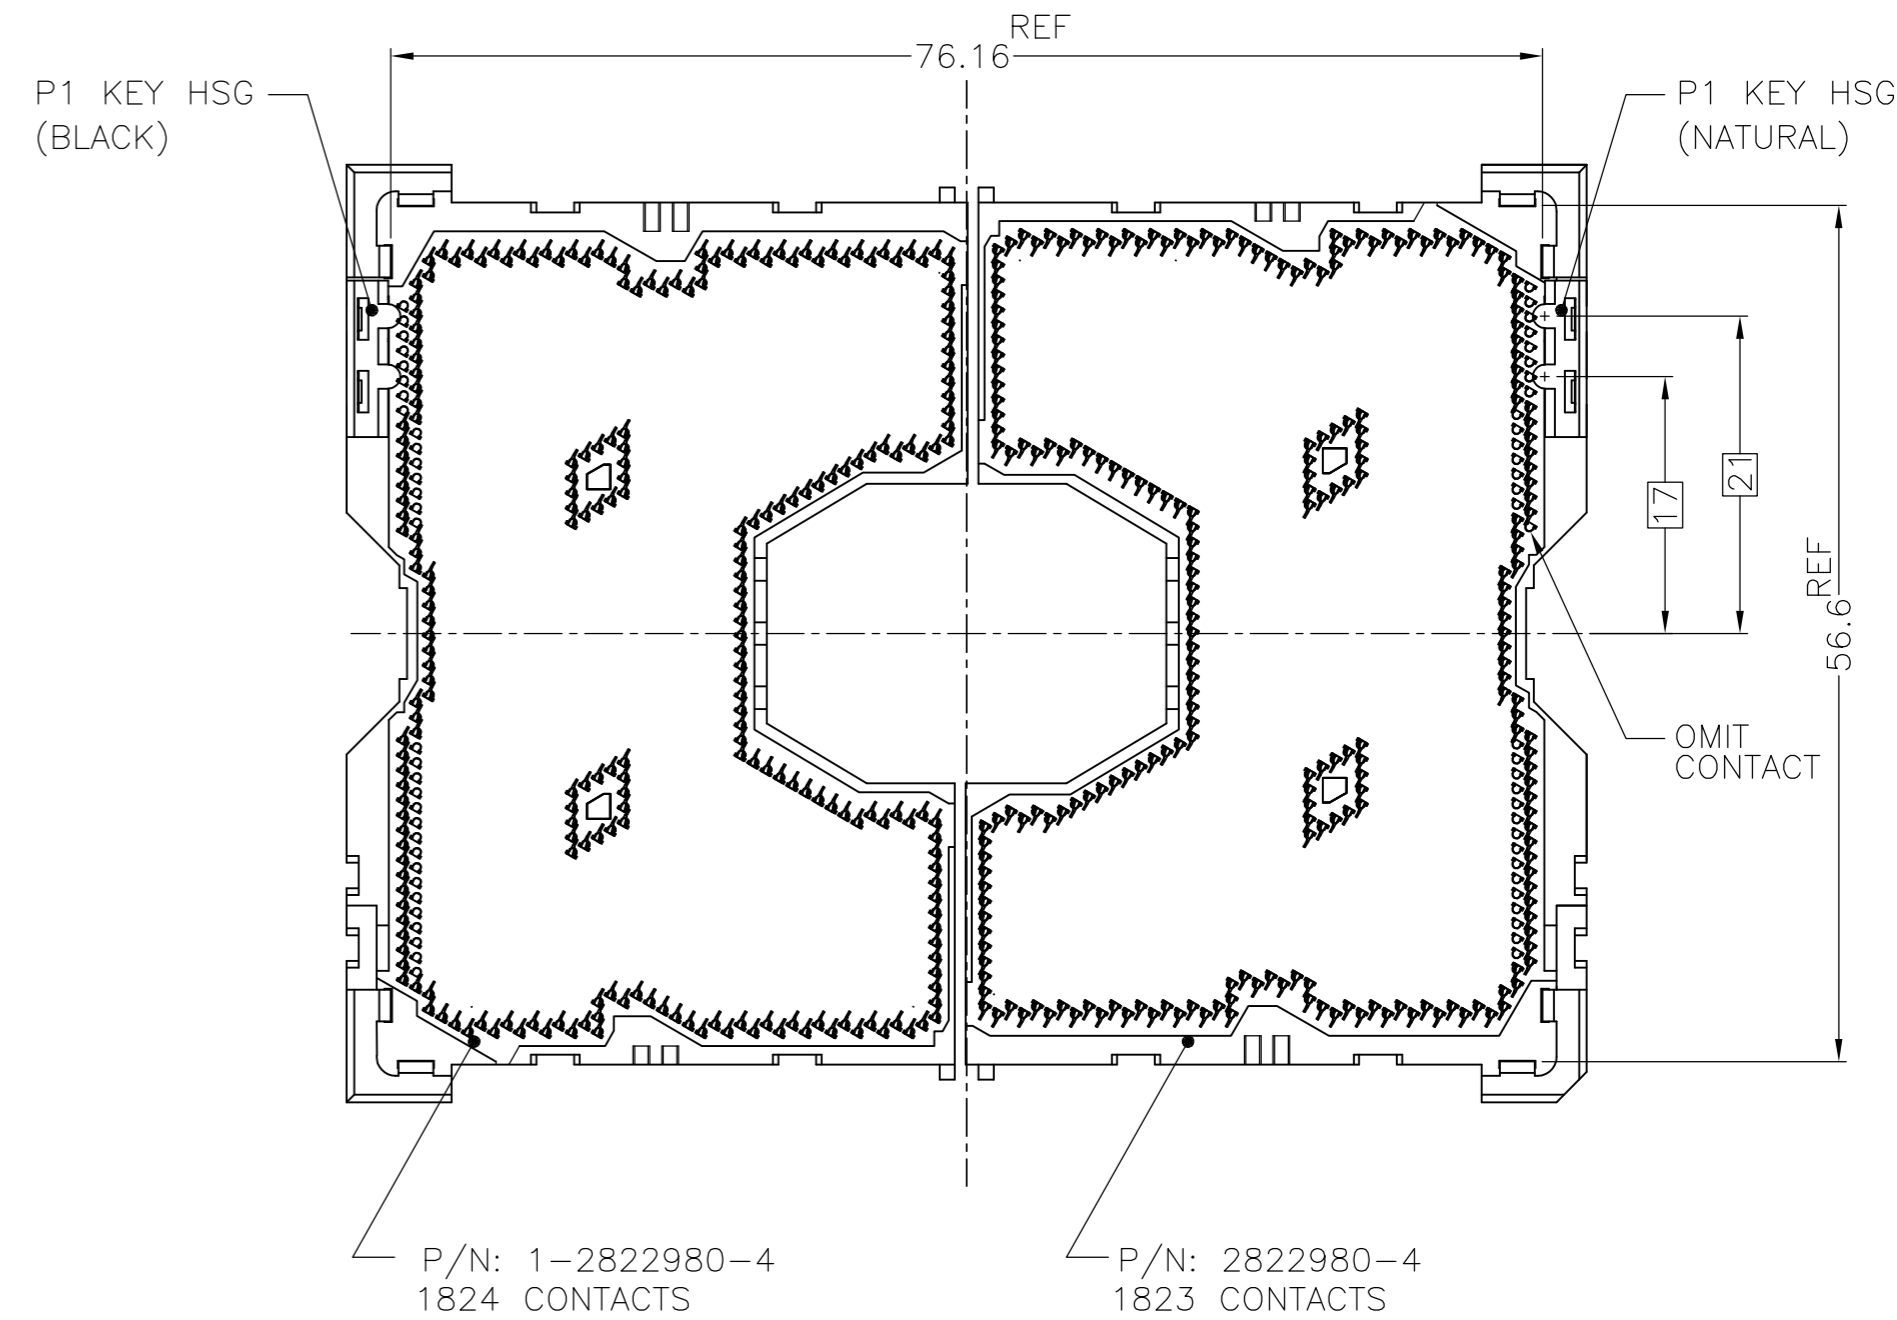 REF
76.16
P1 KEY HSG
(BLACK)
P1 KEY HSG
(NATURAL)
21
17
REF
56.6
OMIT
CONTACT
P/N: 1-2822980-4
1824 CONTACTS
P/N: 2822980-4
1823 CONTACTS